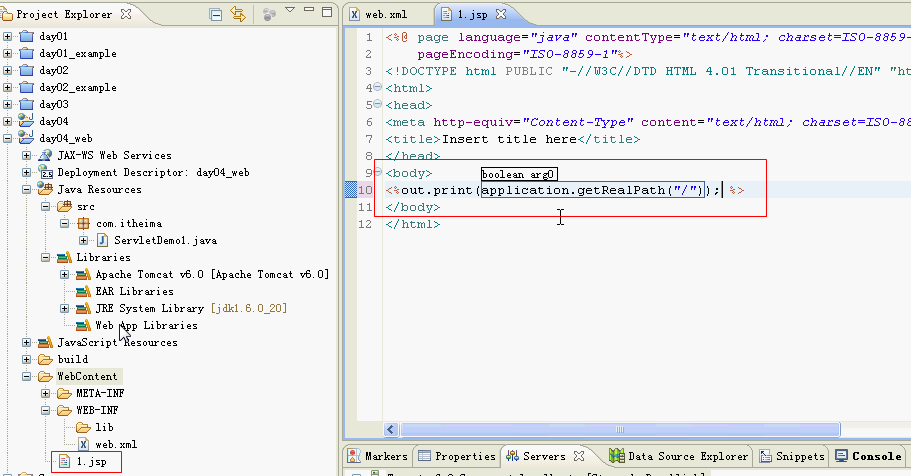 Project Explorer
day01
day01_example
day02
day02_example
day03
day04
day04_web
JAX-WS Web Services
Deployment Descriptor: day04_web
Java Resources
src
com.itheima
ServletDemo1.java
Libraries
Apache Tomcat v6.0 [Apache Tomcat v6.0]
EAR Libraries
JRE System Library [jdk1.6.0_20]
Web App Libraries
JavaScript Resources
build
WebContent
META-INF
WEB-INF
lib
web.xml
1.jsp
web.xml
1.jsp
1 <%@ page language="java" contentType="text/html; charset=ISO-8859-
2 pageEncoding="ISO-8859-1"%>
3 <!DOCTYPE html PUBLIC "-//W3C//DTD HTML 4.01 Transitional//EN" "ht
4 <html>
5 <head>
6 <meta http-equiv="Content-Type" content="text/html; charset=ISO-88
7 <title>Insert title here</title>
8 </head>
9 <body>
boolean arg0
10 <%out.print(application.getRealPath("/")); %>
11 </body>
12 </html>
Markers
Properties
Servers
Data Source Explorer
Snippets
Console